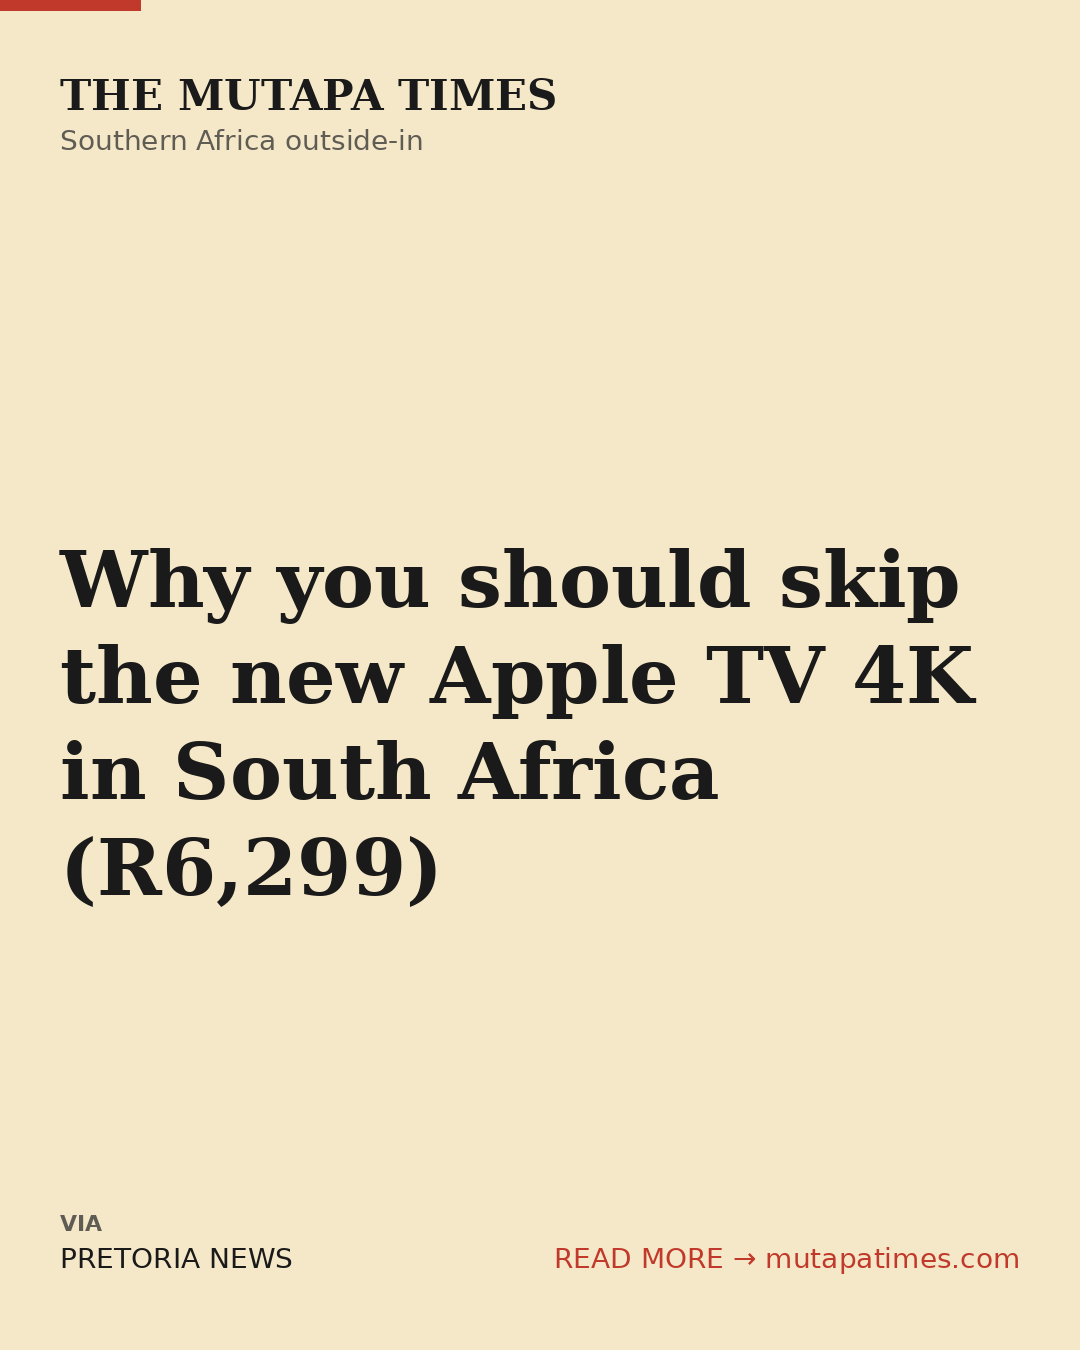 THE MUTAPA TIMES
Southern Africa outside-in
Why you should skip
the new Apple TV 4K
in South Africa
(R6,299)
VIA
PRETORIA NEWS
READ MORE → mutapatimes.com